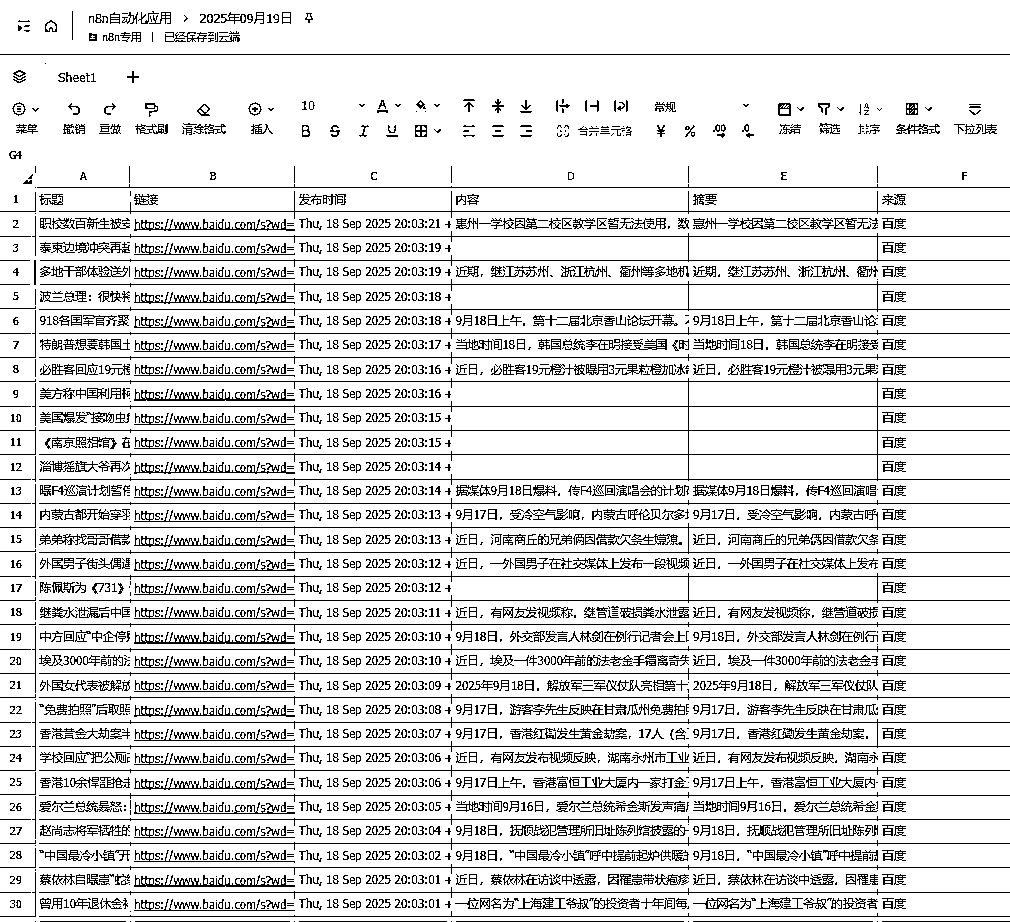 n8n自动化应用 > 2025年09月19日
n8n专用 | 已经保存到云端
Sheet1 +
10 常规
菜单 撤销 重做 格式刷 清除格式 插入 B S I U 合并单元格 ¥ % .00 .0 冻结 筛选 排序 条件格式 下拉列表
G4
A B C D E F
1 标题 链接 发布时间 内容 摘要 来源
2 职校数百新生被安 https://www.baidu.com/s?wd= Thu, 18 Sep 2025 20:03:21 + 惠州一学校因第二校区教学区暂无法使用，数 惠州一学校因第二校区教学区暂无法 百度
3 泰柬边境冲突再起 https://www.baidu.com/s?wd= Thu, 18 Sep 2025 20:03:19 + 百度
4 多地干部体验送外 https://www.baidu.com/s?wd= Thu, 18 Sep 2025 20:03:19 + 近期，继江苏苏州、浙江杭州、衢州等多地机 近期，继江苏苏州、浙江杭州、衢州 百度
5 波兰总理：很快将 https://www.baidu.com/s?wd= Thu, 18 Sep 2025 20:03:18 + 百度
6 918各国军官齐聚 https://www.baidu.com/s?wd= Thu, 18 Sep 2025 20:03:18 + 9月18日上午，第十二届北京香山论坛开幕。 9月18日上午，第十二届北京香山论 百度
7 特朗普想要韩国土 https://www.baidu.com/s?wd= Thu, 18 Sep 2025 20:03:17 + 当地时间18日，韩国总统李在明接受美国《时 当地时间18日，韩国总统李在明接受 百度
8 必胜客回应19元橙 https://www.baidu.com/s?wd= Thu, 18 Sep 2025 20:03:16 + 近日，必胜客19元橙汁被曝用3元果粒橙加冰 近日，必胜客19元橙汁被曝用3元果 百度
9 美方称中国利用 https://www.baidu.com/s?wd= Thu, 18 Sep 2025 20:03:16 + 百度
10 美国爆发"接吻虫 https://www.baidu.com/s?wd= Thu, 18 Sep 2025 20:03:15 + 百度
11 《南京照相馆》在 https://www.baidu.com/s?wd= Thu, 18 Sep 2025 20:03:15 + 百度
12 淄博摇旗大爷再次 https://www.baidu.com/s?wd= Thu, 18 Sep 2025 20:03:14 + 百度
13 曝F4巡演计划暂停 https://www.baidu.com/s?wd= Thu, 18 Sep 2025 20:03:14 + 据媒体9月18日爆料，传F4巡回演唱会的计划 据媒体9月18日爆料，传F4巡回演唱 百度
14 内蒙古都开始穿羽 https://www.baidu.com/s?wd= Thu, 18 Sep 2025 20:03:13 + 9月17日，受冷空气影响，内蒙古呼伦贝尔多 9月17日，受冷空气影响，内蒙古呼 百度
15 弟弟称找哥哥借款 https://www.baidu.com/s?wd= Thu, 18 Sep 2025 20:03:13 + 近日，河南商丘的兄弟俩因借款欠条生嫌隙。 近日，河南商丘的兄弟俩因借款欠条 百度
16 外国男子街头偶遇 https://www.baidu.com/s?wd= Thu, 18 Sep 2025 20:03:12 + 近日，一外国男子在社交媒体上发布一段视频 近日，一外国男子在社交媒体上发布 百度
17 陈佩斯为《731》 https://www.baidu.com/s?wd= Thu, 18 Sep 2025 20:03:12 + 百度
18 继粪水泄漏后中国 https://www.baidu.com/s?wd= Thu, 18 Sep 2025 20:03:11 + 近日，有网友发视频称，继管道破损粪水泄露 近日，有网友发视频称，继管道破损 百度
19 中方回应"中企停 https://www.baidu.com/s?wd= Thu, 18 Sep 2025 20:03:10 + 9月18日，外交部发言人林剑在例行记者会上 9月18日，外交部发言人林剑在例行 百度
20 埃及3000年前的法 https://www.baidu.com/s?wd= Thu, 18 Sep 2025 20:03:10 + 近日，埃及一件3000年前的法老金手镯离奇失 近日，埃及一件3000年前的法老金手 百度
21 外国女代表被解放 https://www.baidu.com/s?wd= Thu, 18 Sep 2025 20:03:09 + 2025年9月18日，解放军三军仪仗队亮相第十 2025年9月18日，解放军三军仪仗队 百度
22 "免费拍照"后取照 https://www.baidu.com/s?wd= Thu, 18 Sep 2025 20:03:08 + 9月17日，游客李先生反映在甘肃瓜州免费拍 9月17日，游客李先生反映在甘肃瓜 百度
23 香港黄金大劫案 https://www.baidu.com/s?wd= Thu, 18 Sep 2025 20:03:07 + 9月17日，香港红磡发生黄金劫案，17人（含 9月17日，香港红磡发生黄金劫案， 百度
24 学校回应"把公厕 https://www.baidu.com/s?wd= Thu, 18 Sep 2025 20:03:06 + 近日，有网友发布视频反映，湖南永州市工业 近日，有网友发布视频反映，湖南永 百度
25 香港10余悍匪抢走 https://www.baidu.com/s?wd= Thu, 18 Sep 2025 20:03:06 + 9月17日上午，香港富恒工业大厦内一家打金 9月17日上午，香港富恒工业大厦内 百度
26 爱尔兰总统暴怒： https://www.baidu.com/s?wd= Thu, 18 Sep 2025 20:03:05 + 当地时间9月16日，爱尔兰总统希金斯发声痛 当地时间9月16日，爱尔兰总统希金 百度
27 赵尚志将军牺牲的 https://www.baidu.com/s?wd= Thu, 18 Sep 2025 20:03:04 + 9月18日，抚顺战犯管理所旧址陈列馆披露的 9月18日，抚顺战犯管理所旧址陈列 百度
28 "中国最冷小镇"开 https://www.baidu.com/s?wd= Thu, 18 Sep 2025 20:03:02 + 9月18日，"中国最冷小镇"呼中提前起炉供暖 9月18日，"中国最冷小镇"呼中提前 百度
29 蔡依林自曝患"蛇 https://www.baidu.com/s?wd= Thu, 18 Sep 2025 20:03:01 + 近日，蔡依林在访谈中透露，因罹患带状疱疹 近日，蔡依林在访谈中透露，因罹患 百度
30 曾用10年退休金 https://www.baidu.com/s?wd= Thu, 18 Sep 2025 20:03:01 + 一位网名为"上海建工爷叔"的投资者十年间每 一位网名为"上海建工爷叔"的投资者 百度